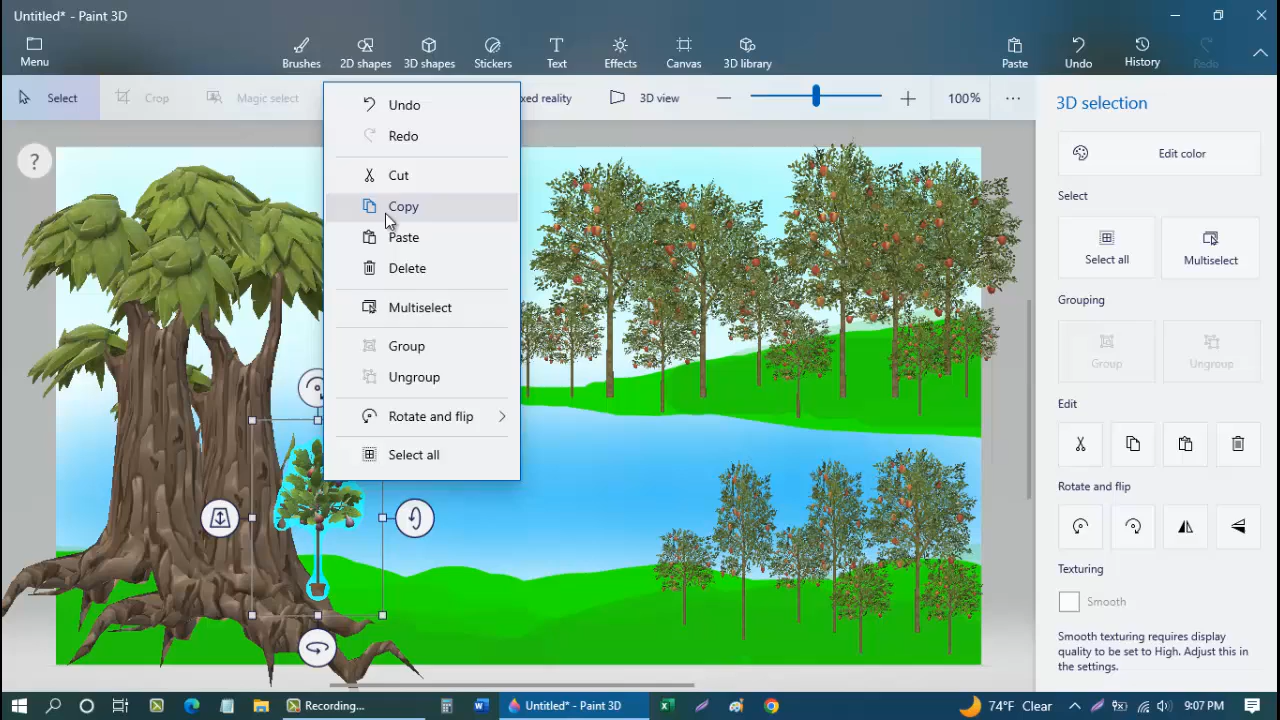 Untitled* - Paint 3D
Menu
Brushes
2D shapes
3D shapes
Stickers
Text
Effects
Canvas
3D library
Paste
Undo
History
Redo
Select
Crop
Magic select
3D view
100%
?
Undo
Redo
Cut
Copy
Paste
Delete
Multiselect
Group
Ungroup
Rotate and flip
Select all
3D selection
Edit color
Select
Select all
Multiselect
Grouping
Group
Ungroup
Edit
Rotate and flip
Texturing
Smooth
Smooth texturing requires display
quality to be set to High. Adjust this in
the settings.
Recording...
Untitled* - Paint 3D
74°F Clear
9:07 PM